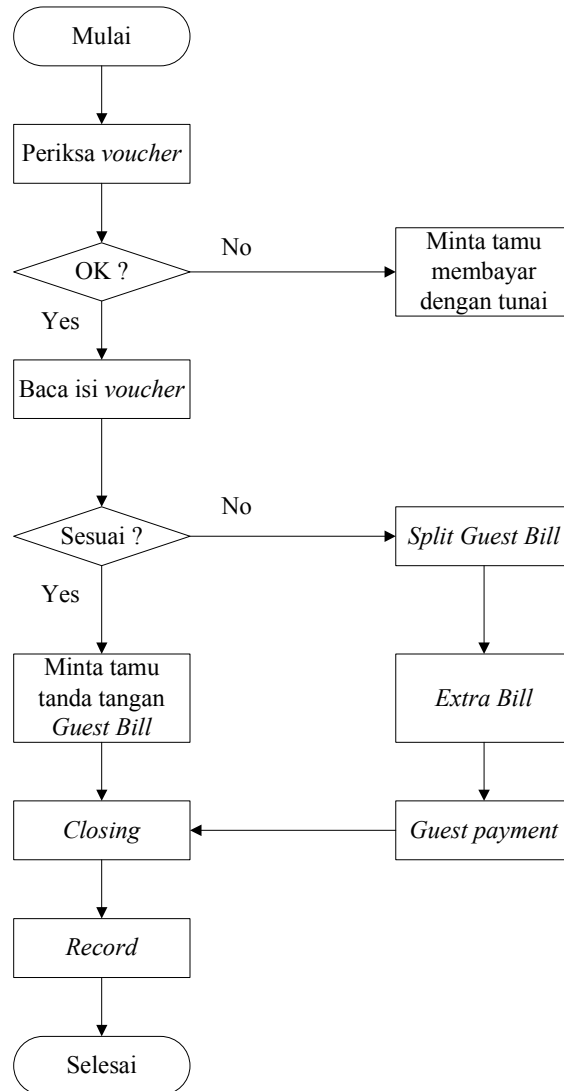 Mulai
Periksa voucher
OK ?
No
Minta tamu
membayar
dengan tunai
Yes
Baca isi voucher
Sesuai ?
No
Split Guest Bill
Yes
Minta tamu
tanda tangan
Guest Bill
Extra Bill
Closing
Guest payment
Record
Selesai